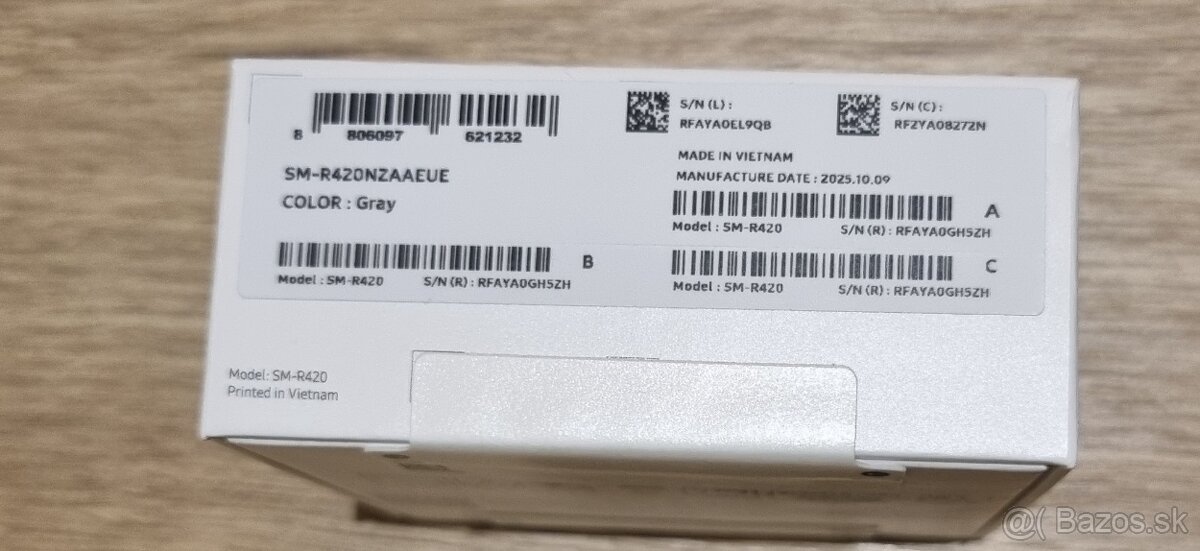 8 806097 621232
SM-R420NZAAEUE
COLOR : Gray
S/N (L) :
RFAYA0EL9QB
S/N (C) :
RFZYA08272N
MADE IN VIETNAM
MANUFACTURE DATE : 2025.10.09
A
Model : SM-R420 S/N (R) : RFAYA0GH5ZH
B
Model : SM-R420 S/N (R) : RFAYA0GH5ZH
C
Model : SM-R420 S/N (R) : RFAYA0GH5ZH
Model: SM-R420
Printed in Vietnam
@( Bazos.sk